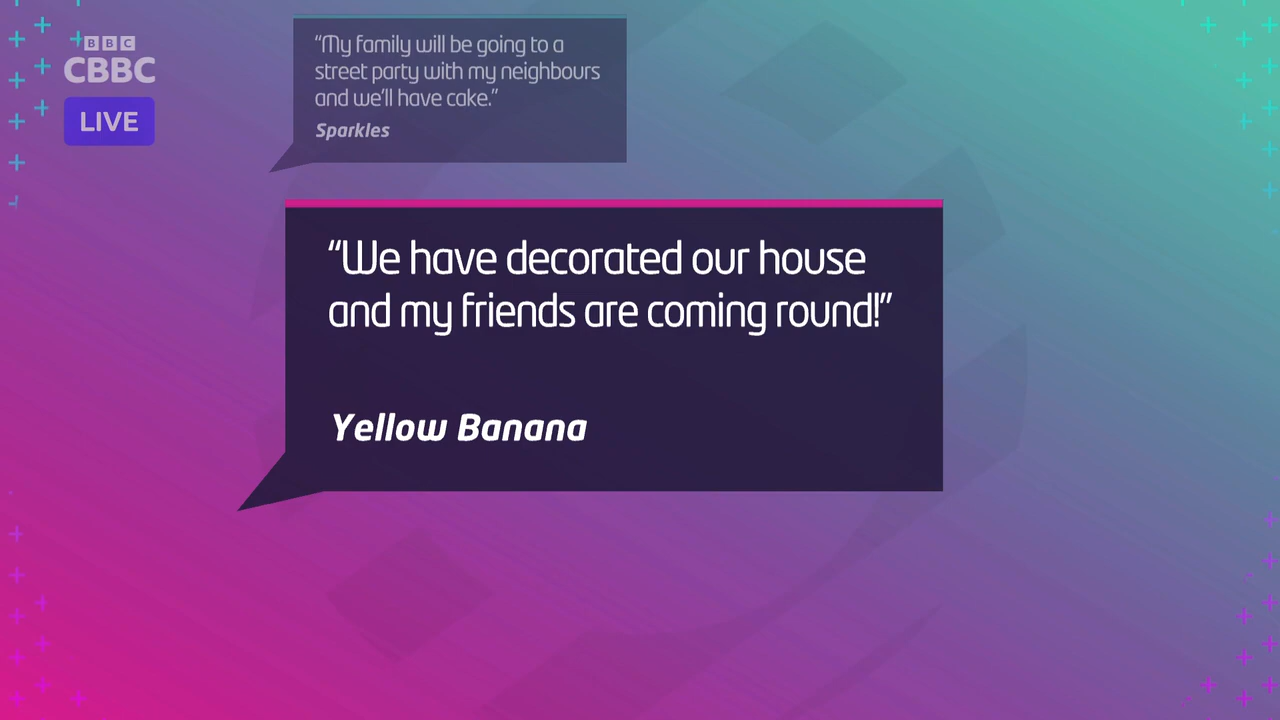 BBC
CBBC
LIVE
“My family will be going to a
street party with my neighbours
and we’ll have cake.”
Sparkles
“We have decorated our house
and my friends are coming round!”
Yellow Banana